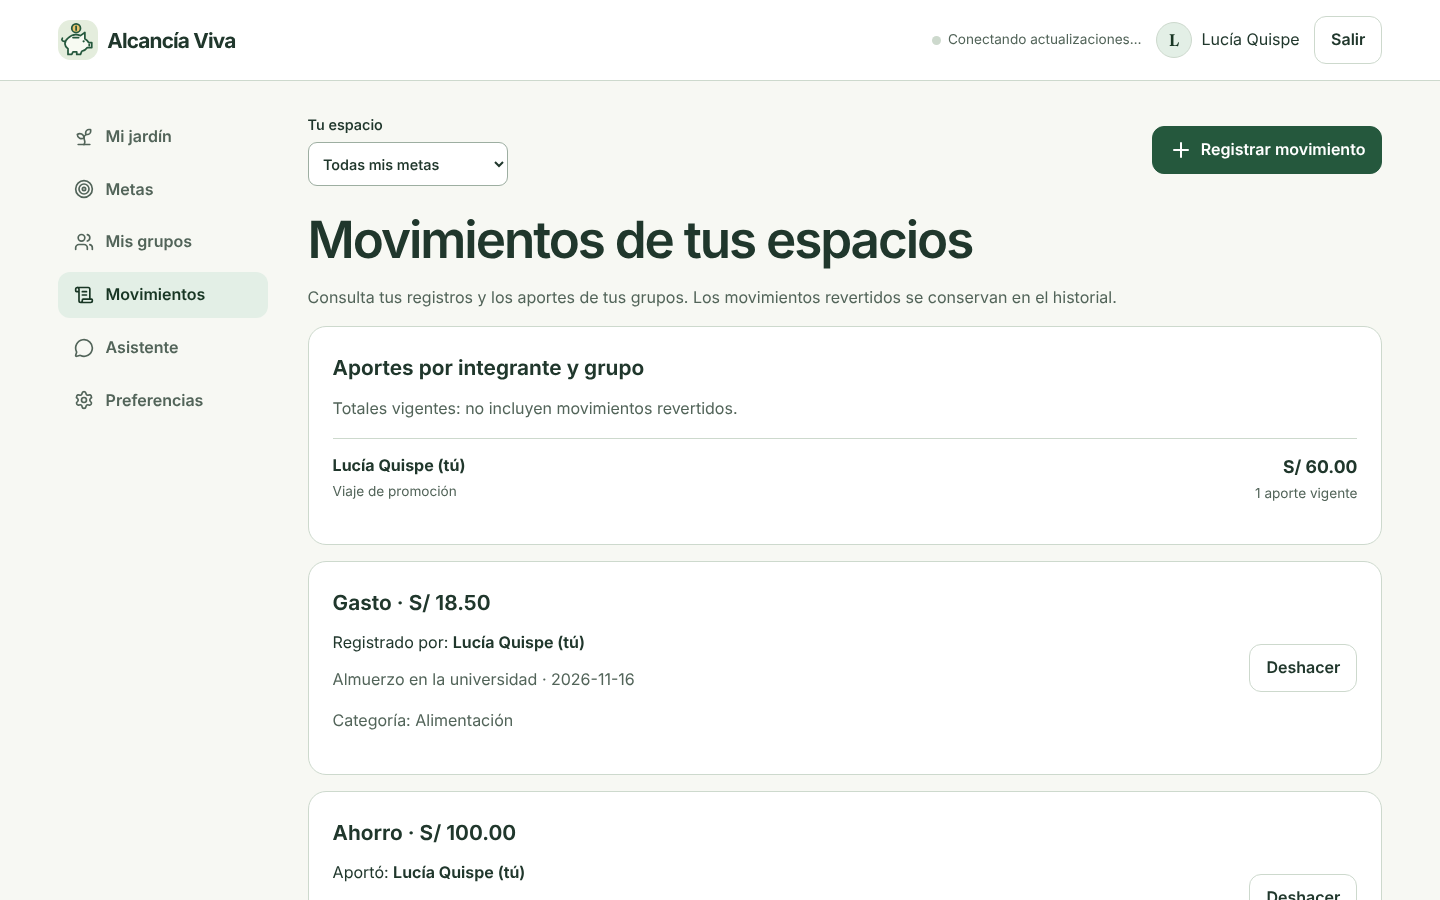 Alcancía Viva
Conectando actualizaciones...
L
Lucía Quispe
Salir
Mi jardín
Metas
Mis grupos
Movimientos
Asistente
Preferencias
Tu espacio
Todas mis metas
Registrar movimiento
Movimientos de tus espacios
Consulta tus registros y los aportes de tus grupos. Los movimientos revertidos se conservan en el historial.
Aportes por integrante y grupo
Totales vigentes: no incluyen movimientos revertidos.
Lucía Quispe (tú)
S/ 60.00
Viaje de promoción
1 aporte vigente
Gasto · S/ 18.50
Registrado por: Lucía Quispe (tú)
Almuerzo en la universidad · 2026-11-16
Categoría: Alimentación
Deshacer
Ahorro · S/ 100.00
Aportó: Lucía Quispe (tú)
Deshacer